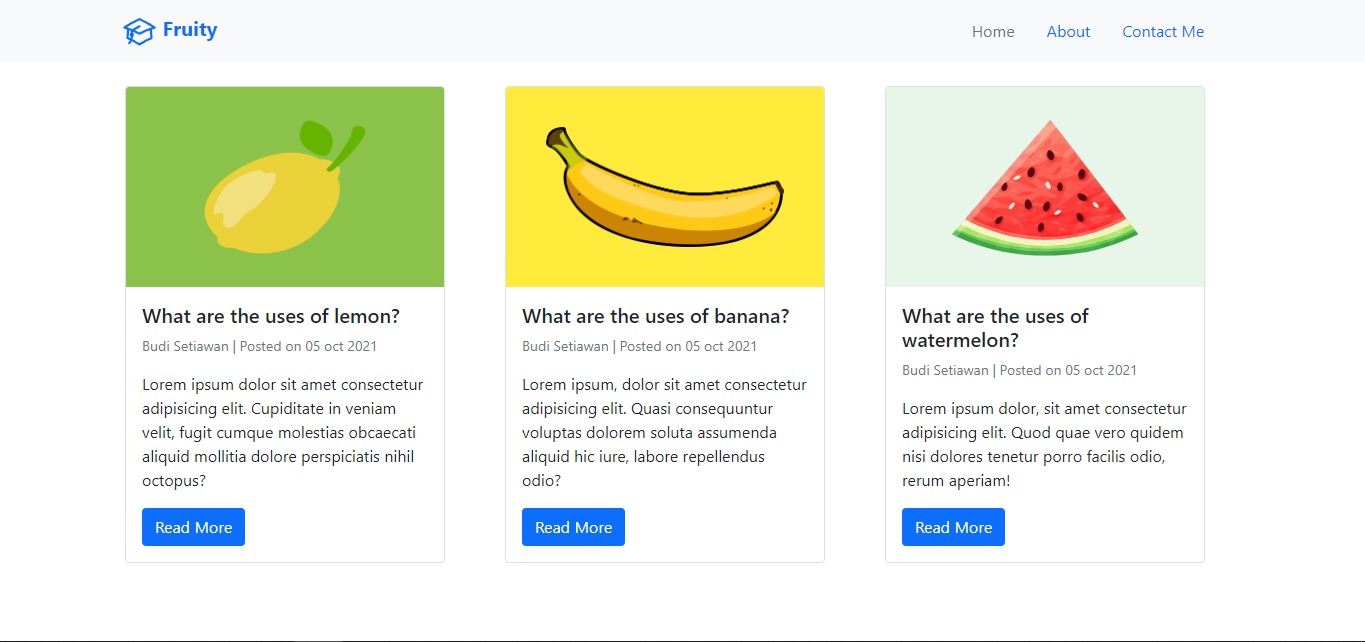 Fruity
Home
About
Contact Me
What are the uses of lemon?
Budi Setiawan | Posted on 05 oct 2021
Lorem ipsum dolor sit amet consectetur
adipisicing elit. Cupiditate in veniam
velit, fugit cumque molestias obcaecati
aliquid mollitia dolore perspiciatis nihil
octopus?
Read More
What are the uses of banana?
Budi Setiawan | Posted on 05 oct 2021
Lorem ipsum, dolor sit amet consectetur
adipisicing elit. Quasi consequuntur
voluptas dolorem soluta assumenda
aliquid hic iure, labore repellendus
odio?
Read More
What are the uses of
watermelon?
Budi Setiawan | Posted on 05 oct 2021
Lorem ipsum dolor, sit amet consectetur
adipisicing elit. Quod quae vero quidem
nisi dolores tenetur porro facilis odio,
rerum aperiam!
Read More